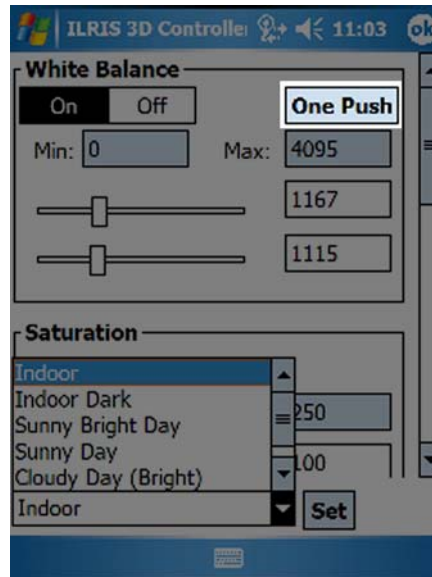 ILRIS 3D Controller 11:03 ok
White Balance
On Off One Push
Min: 0 Max: 4095
1167
1115
Saturation
Indoor
Indoor Dark
Sunny Bright Day
250
Sunny Day
Cloudy Day (Bright)
100
Indoor Set